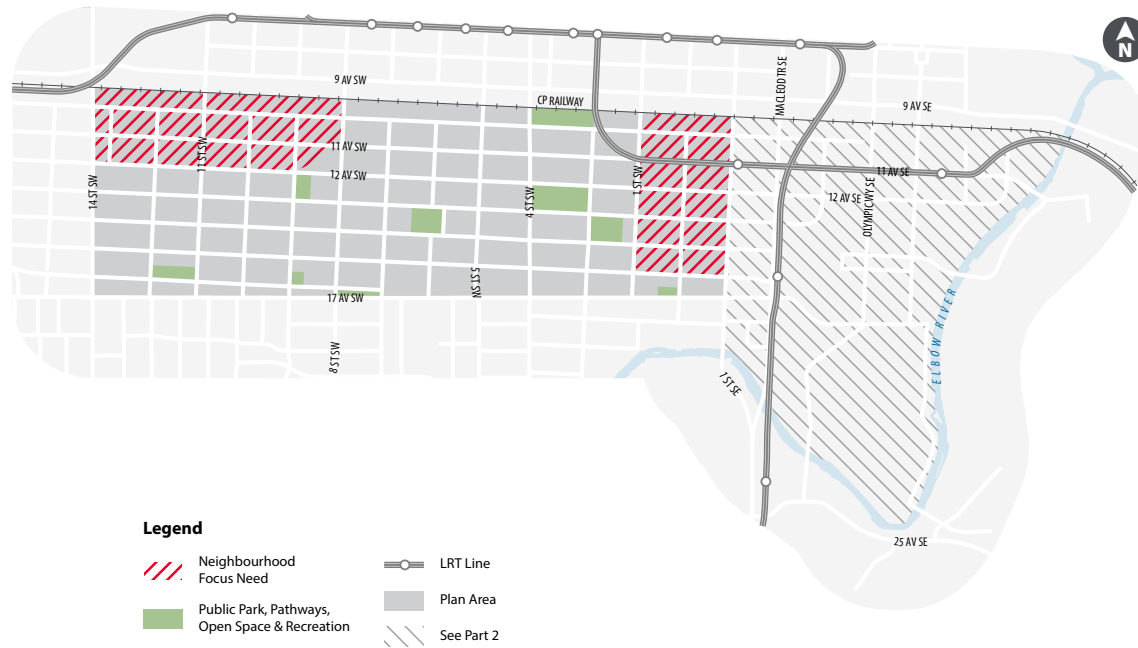 N
9 AV SW
CP RAILWAY
MACLEOD TR SE
9 AV SE
11 ST SW
11 AV SW
12 AV SW
14 ST SW
4 ST SW
1 ST SW
11 AV SE
12 AV SE
OLYMPIC WY SE
5 ST SW
17 AV SW
8 ST SW
1 ST SE
ELBOW RIVER
25 AV SE
Legend
Neighbourhood
Focus Need
Public Park, Pathways,
Open Space & Recreation
LRT Line
Plan Area
See Part 2